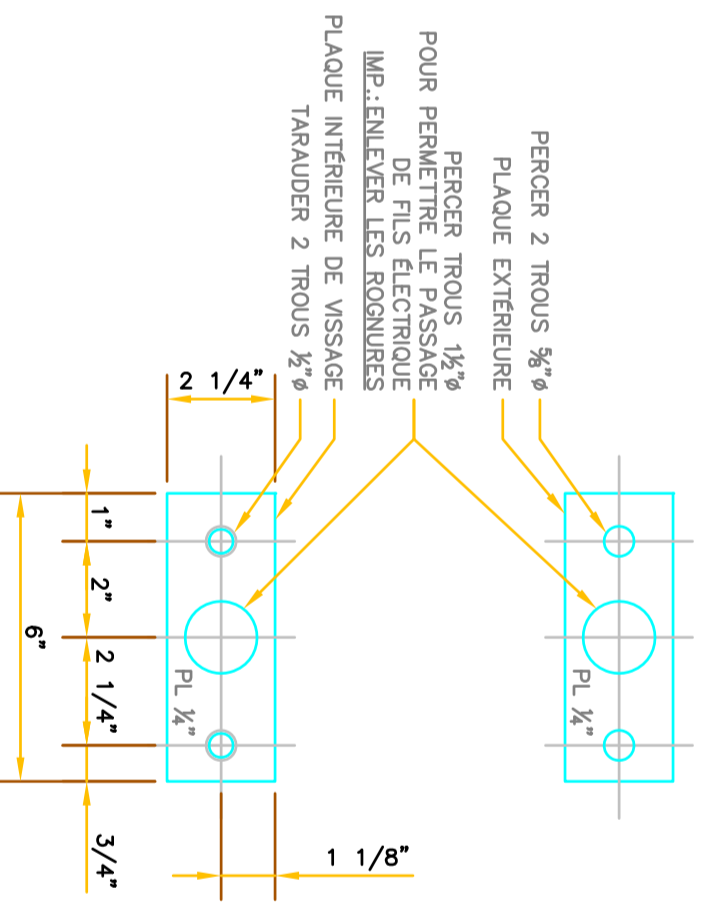 PERCER 2 TROUS ⅝"ø
PLAQUE EXTÉRIEURE
PERCER TROUS 1½"ø
POUR PERMETTRE LE PASSAGE
DE FILS ÉLECTRIQUE
IMP.:ENLEVER LES ROGNURES
PLAQUE INTÉRIEURE DE VISSAGE
TARAUDER 2 TROUS ½"ø
PL ¼"
PL ¼"
2 1/4"
1"
2"
2 1/4"
3/4"
6"
1 1/8"